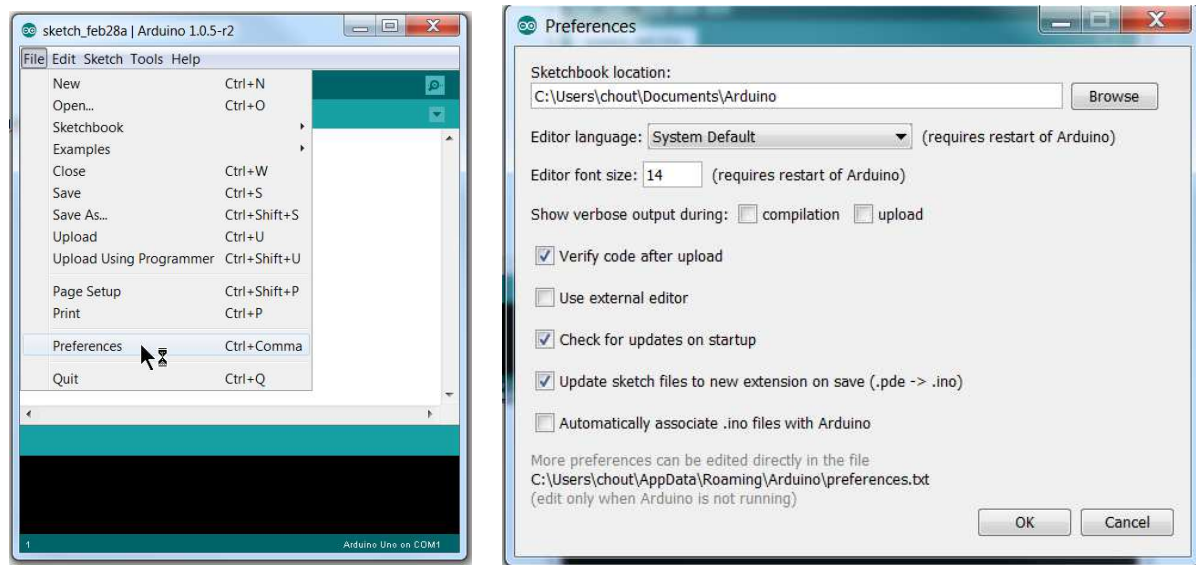 sketch_feb28a | Arduino 1.0.5-r2
File Edit Sketch Tools Help
New Ctrl+N
Open... Ctrl+O
Sketchbook
Examples
Close Ctrl+W
Save Ctrl+S
Save As... Ctrl+Shift+S
Upload Ctrl+U
Upload Using Programmer Ctrl+Shift+U
Page Setup Ctrl+Shift+P
Print Ctrl+P
Preferences Ctrl+Comma
Quit Ctrl+Q
1 Arduino Uno on COM1
Preferences
Sketchbook location:
C:\Users\chout\Documents\Arduino Browse
Editor language: System Default (requires restart of Arduino)
Editor font size: 14 (requires restart of Arduino)
Show verbose output during: compilation upload
Verify code after upload
Use external editor
Check for updates on startup
Update sketch files to new extension on save (.pde -> .ino)
Automatically associate .ino files with Arduino
More preferences can be edited directly in the file
C:\Users\chout\AppData\Roaming\Arduino\preferences.txt
(edit only when Arduino is not running)
OK Cancel